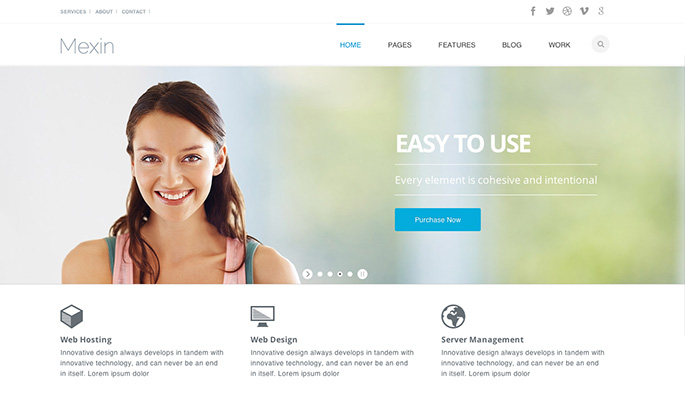 SERVICES / ABOUT / CONTACT /
Mexin
HOME PAGES FEATURES BLOG WORK
EASY TO USE
Every element is cohesive and intentional
Purchase Now
Web Hosting
Innovative design always develops in tandem with
innovative technology, and can never be an end
in itself. Lorem ipsum dolor
Web Design
Innovative design always develops in tandem with
innovative technology, and can never be an end
in itself. Lorem ipsum dolor
Server Management
Innovative design always develops in tandem with
innovative technology, and can never be an end
in itself. Lorem ipsum dolor